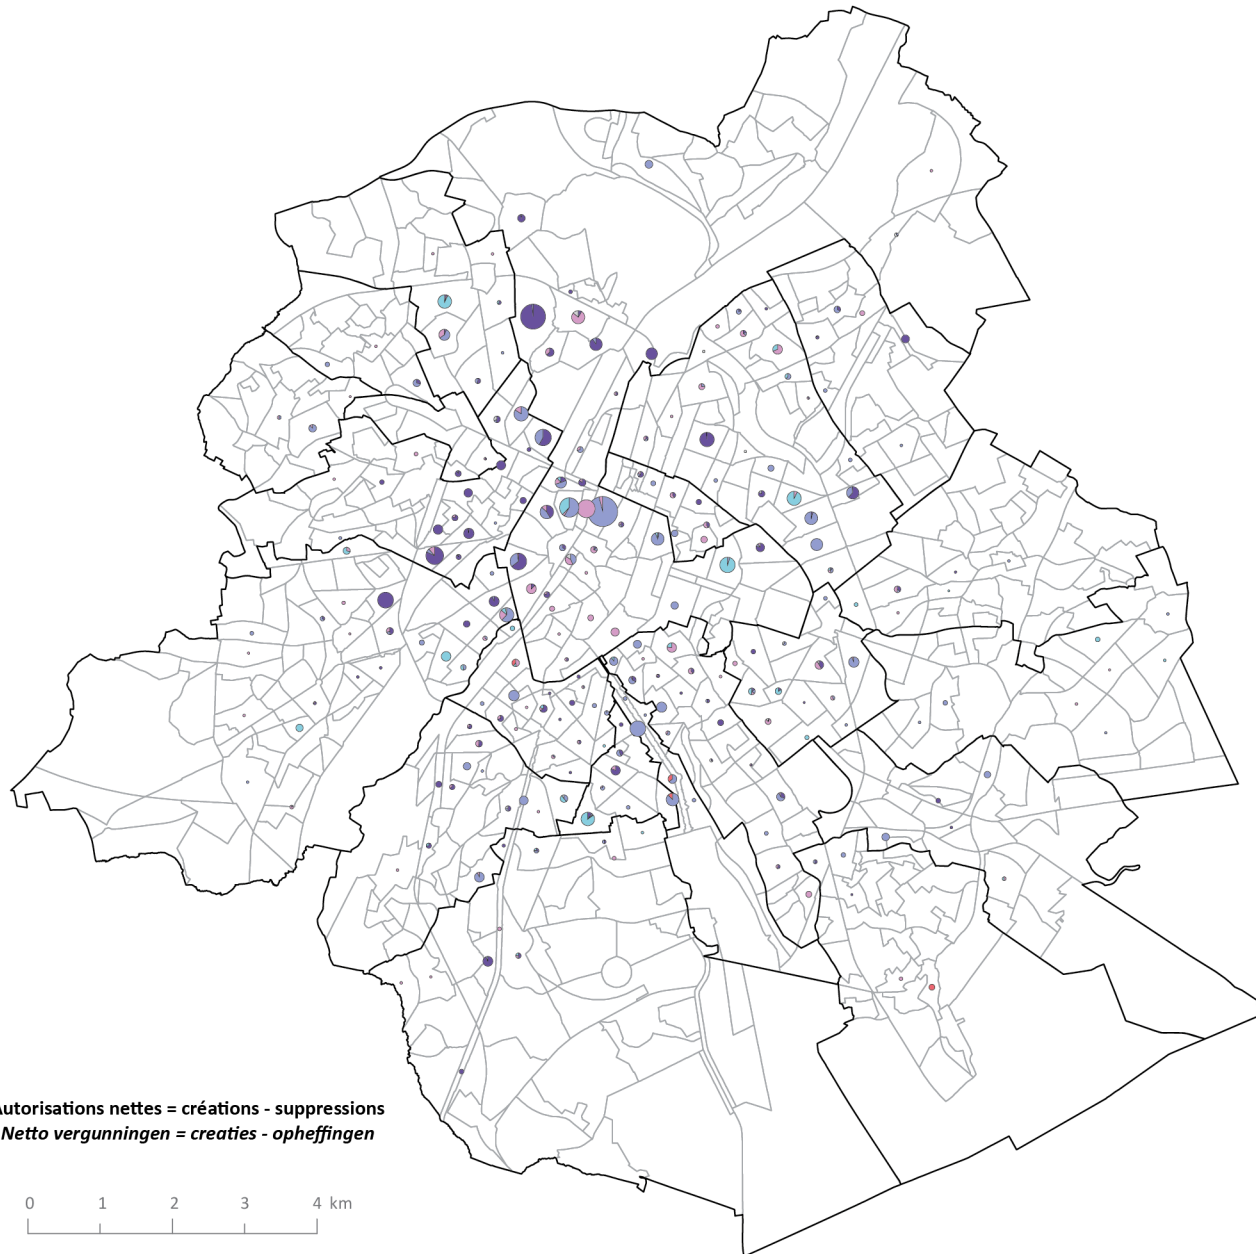 Autorisations nettes = créations - suppressions
Netto vergunningen = creaties - opheffingen
0 1 2 3 4 km